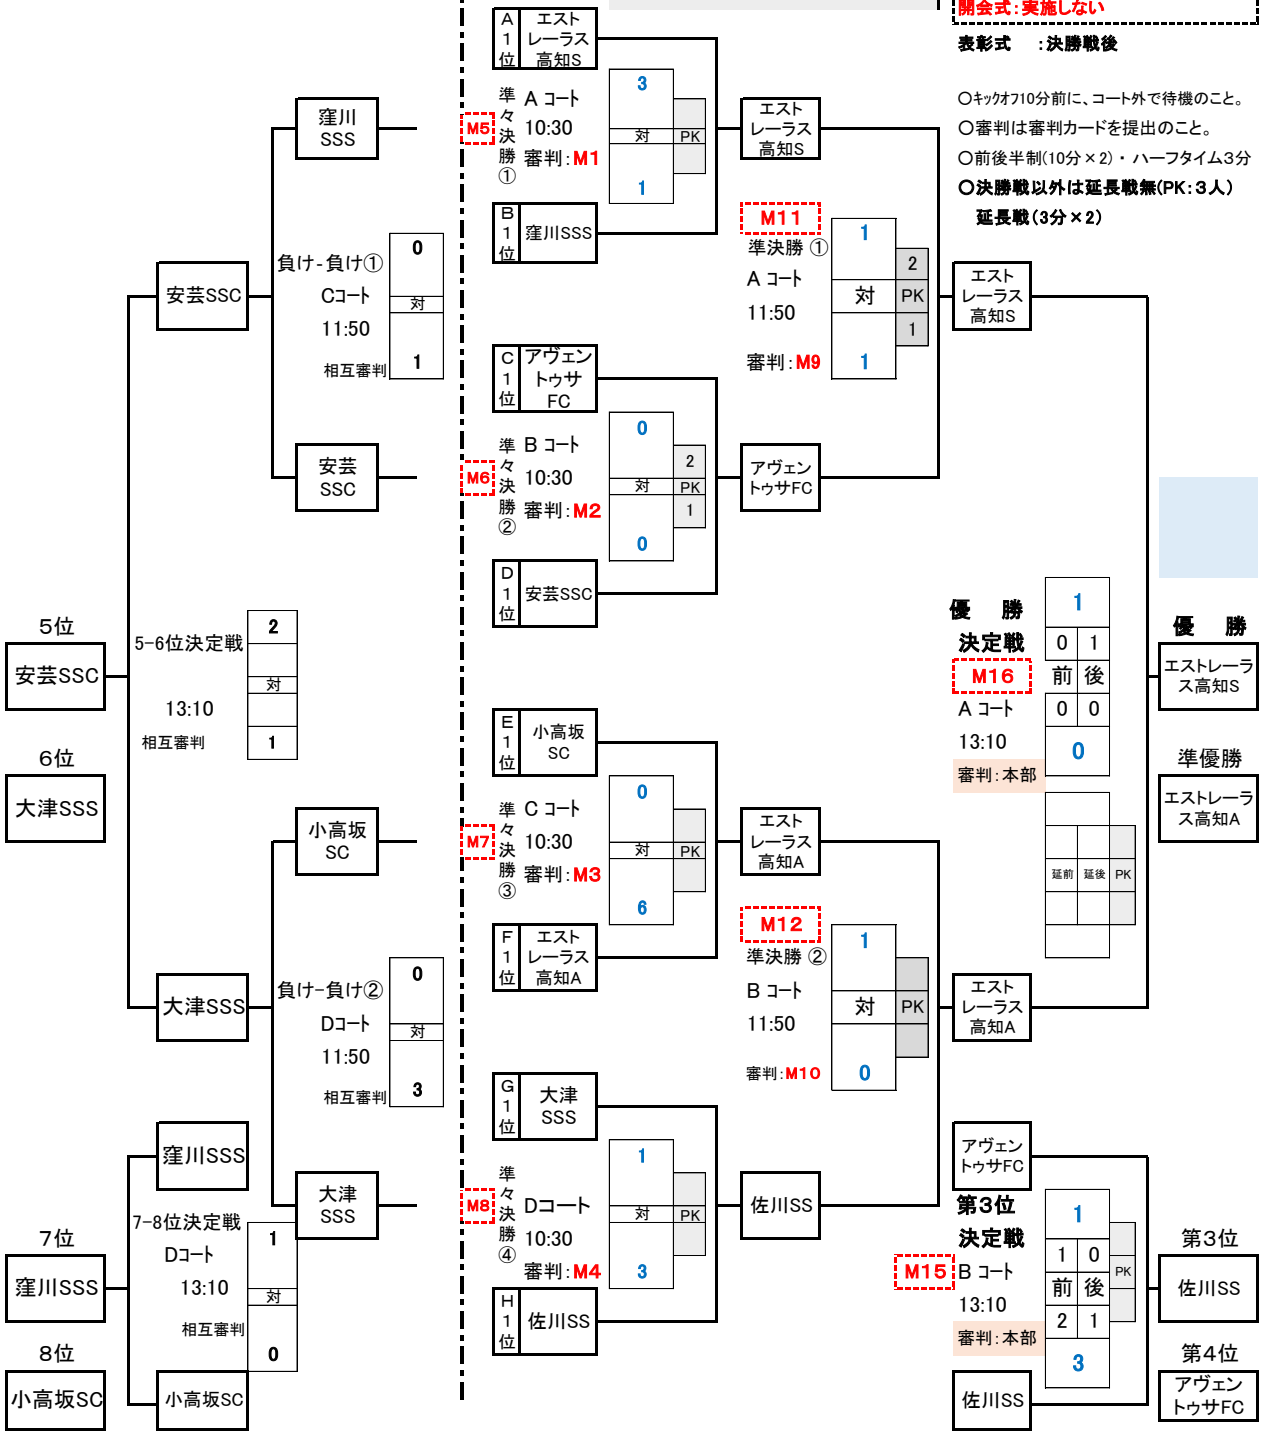 開会式：実施しない
表彰式　：決勝戦後
○キックオフ10分前に、コート外で待機のこと。
○審判は審判カードを提出のこと。
○前後半制(10分×2)・ハーフタイム3分
○決勝戦以外は延長戦無(PK：3人)
延長戦(3分×2)
窪川
SSS
負け-負け①
Cコート
11:50
相互審判
0
対
1
安芸SSC
安芸
SSC
5位
安芸SSC
5-6位決定戦
13:10
相互審判
2
対
1
6位
大津SSS
小高坂
SC
負け-負け②
Dコート
11:50
相互審判
0
対
3
大津SSS
大津
SSS
窪川SSS
7-8位決定戦
Dコート
13:10
相互審判
1
対
0
7位
窪川SSS
8位
小高坂SC
小高坂SC
A1位
エスト
レーラス
高知S
M5
準々決勝①
A コート
10:30
審判：M1
3
対
PK
1
B1位
窪川SSS
C1位
アヴェン
トゥサ
FC
M6
準々決勝②
B コート
10:30
審判：M2
0
2
対
PK
1
0
D1位
安芸SSC
E1位
小高坂
SC
M7
準々決勝③
C コート
10:30
審判：M3
0
対
PK
6
F1位
エスト
レーラス
高知A
G1位
大津
SSS
M8
準々決勝④
Dコート
10:30
審判：M4
1
対
PK
3
H1位
佐川SS
エスト
レーラス
高知S
M11
準決勝 ①
A コート
11:50
審判：M9
1
2
対
PK
1
1
アヴェン
トゥサFC
エスト
レーラス
高知A
M12
準決勝 ②
B コート
11:50
審判：M10
1
対
PK
0
佐川SS
エスト
レーラス
高知S
優　勝
決定戦
M16
A コート
13:10
審判：本部
1
0 1
前 後
0 0
0
延前 延後 PK
エスト
レーラス
高知A
優　勝
エストレーラ
ス高知S
準優勝
エストレーラ
ス高知A
アヴェン
トゥサFC
第3位
決定戦
M15
B コート
13:10
審判：本部
1
1 0
前 後
PK
2 1
3
佐川SS
第3位
佐川SS
第4位
アヴェン
トゥサFC